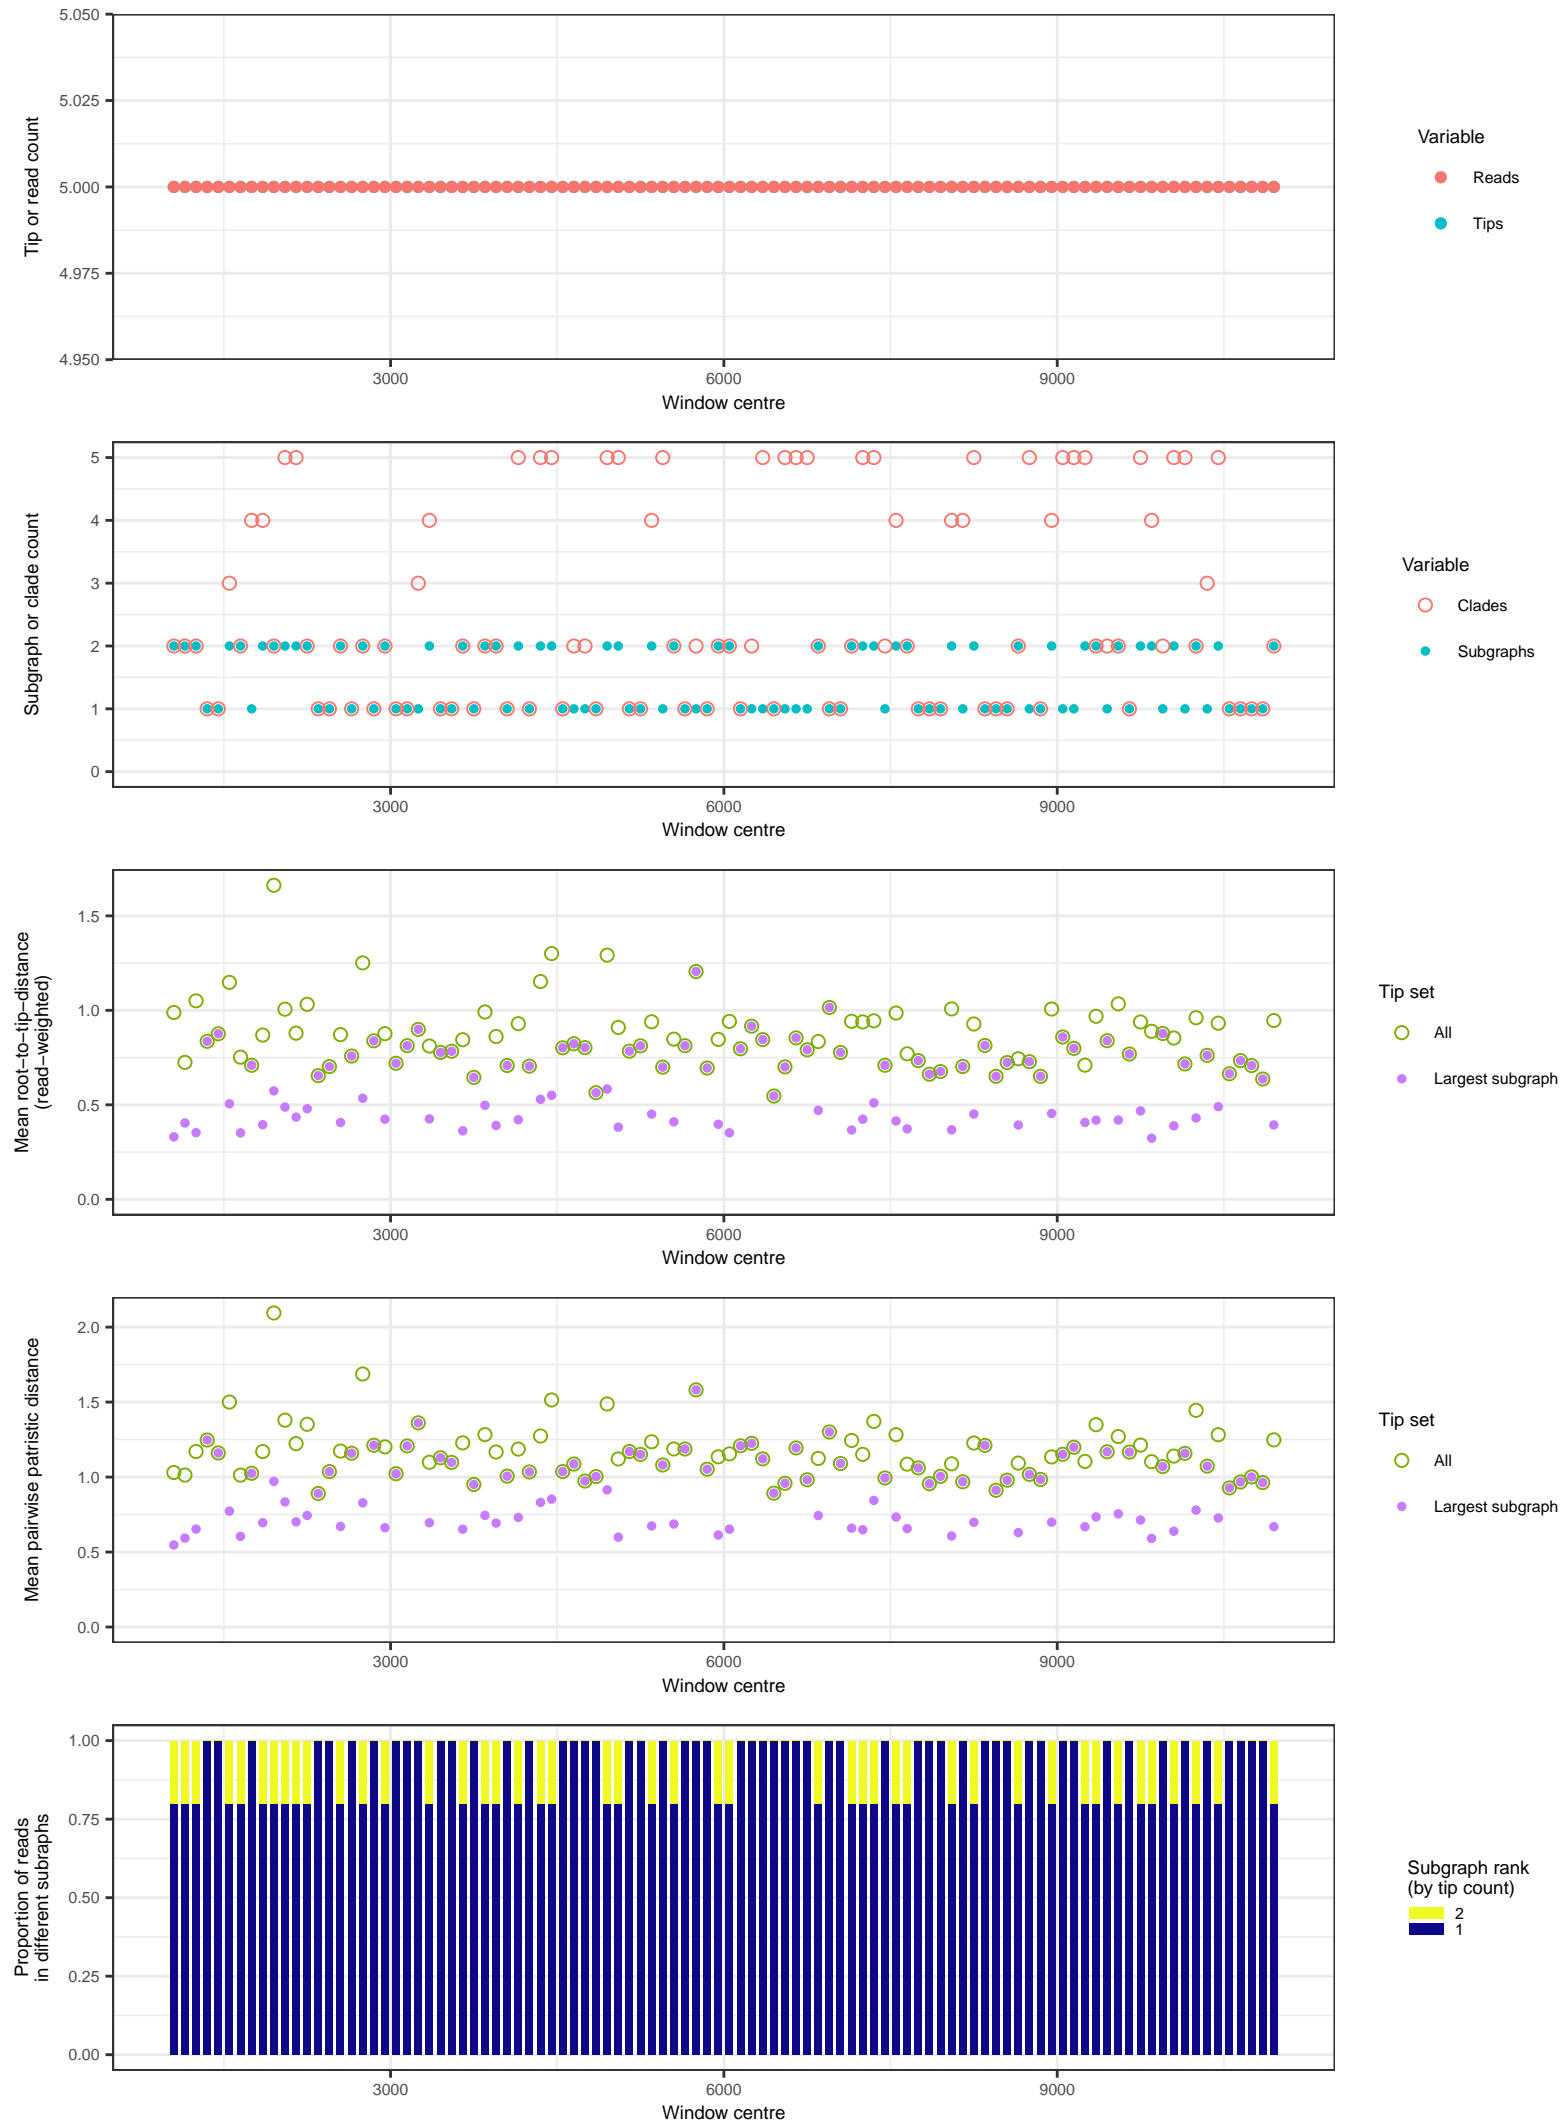 5.050
5.025
5.000
4.975
4.950
Tip or read count
3000
6000
9000
Window centre
Variable
Reads
Tips
5
4
3
2
1
0
Subgraph or clade count
3000
6000
9000
Window centre
Variable
Clades
Subgraphs
1.5
1.0
0.5
0.0
Mean root−to−tip−distance
(read−weighted)
3000
6000
9000
Window centre
Tip set
All
Largest subgraph
2.0
1.5
1.0
0.5
0.0
Mean pairwise patristic distance
3000
6000
9000
Window centre
Tip set
All
Largest subgraph
1.00
0.75
0.50
0.25
0.00
Proportion of reads
in different subraphs
3000
6000
9000
Window centre
Subgraph rank
(by tip count)
2
1